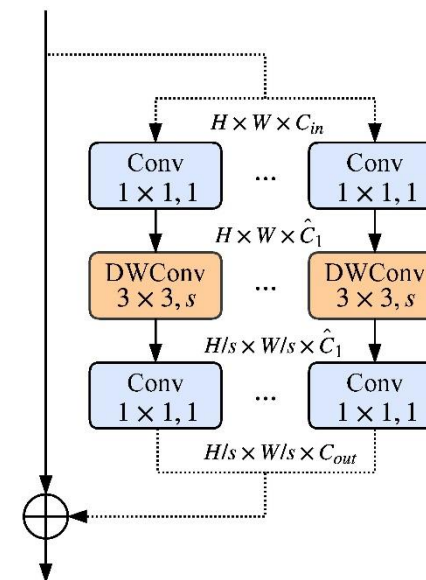 H × W × C_in
Conv 1 × 1, 1 ... Conv 1 × 1, 1
H × W × Ĉ_1
DWConv 3 × 3, s ... DWConv 3 × 3, s
H/s × W/s × Ĉ_1
Conv 1 × 1, 1 ... Conv 1 × 1, 1
H/s × W/s × C_out